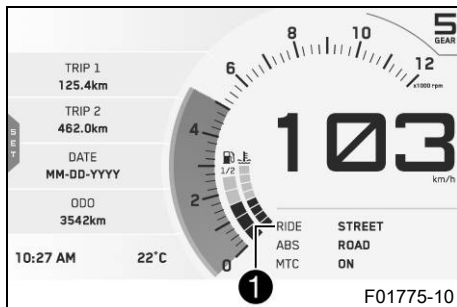 5
GEAR
8
10
12
x1000 rpm
6
4
2
0
TRIP 1
125.4km
TRIP 2
462.0km
SET
DATE
MM-DD-YYYY
ODO
3542km
10:27 AM 22°C
1/2
103
km/h
RIDE STREET
ABS ROAD
MTC ON
1
F01775-10